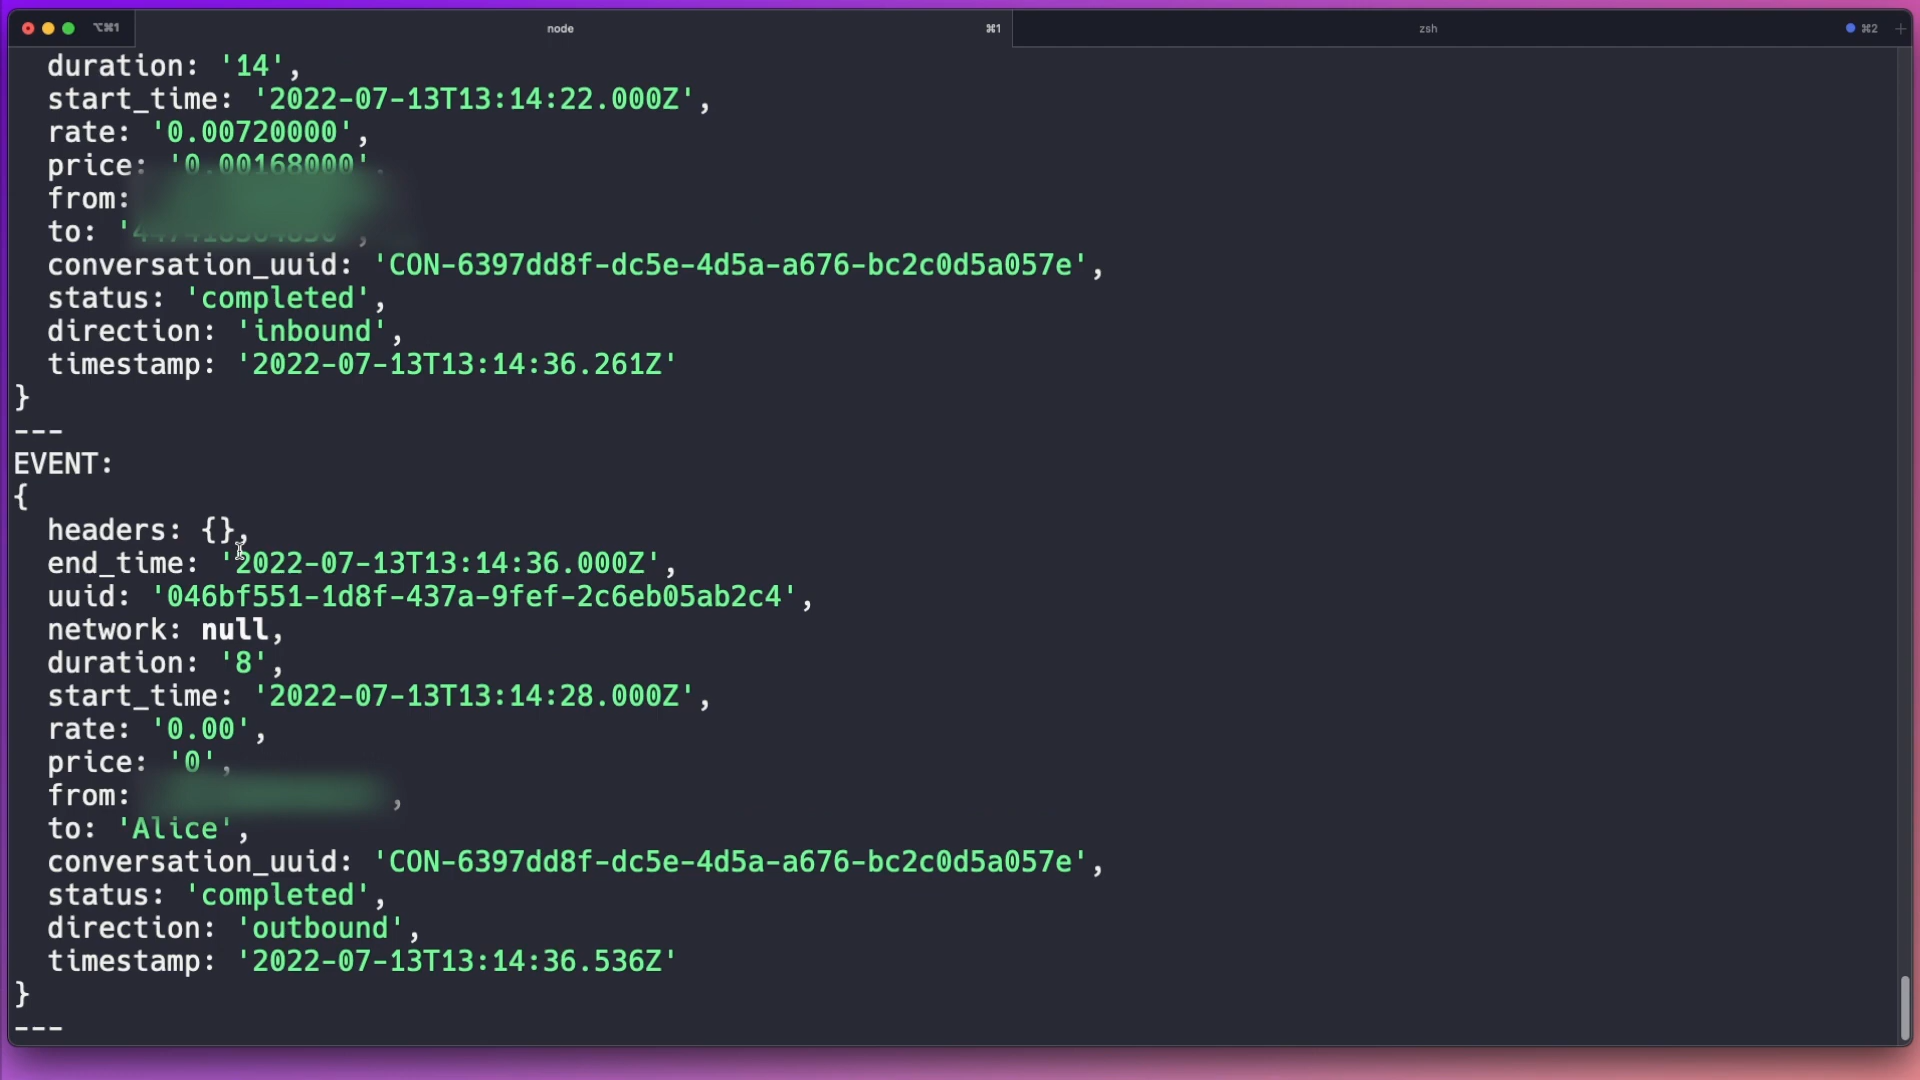 ⌥⌘1 node ⌘1 zsh ⌘2 +
duration: '14',
start_time: '2022-07-13T13:14:22.000Z',
rate: '0.00720000',
price: '0.00168000',
from:
to: '
conversation_uuid: 'CON-6397dd8f-dc5e-4d5a-a676-bc2c0d5a057e',
status: 'completed',
direction: 'inbound',
timestamp: '2022-07-13T13:14:36.261Z'
}
---
EVENT:
{
headers: {},
end_time: '2022-07-13T13:14:36.000Z',
uuid: '046bf551-1d8f-437a-9fef-2c6eb05ab2c4',
network: null,
duration: '8',
start_time: '2022-07-13T13:14:28.000Z',
rate: '0.00',
price: '0',
from: ,
to: 'Alice',
conversation_uuid: 'CON-6397dd8f-dc5e-4d5a-a676-bc2c0d5a057e',
status: 'completed',
direction: 'outbound',
timestamp: '2022-07-13T13:14:36.536Z'
}
---